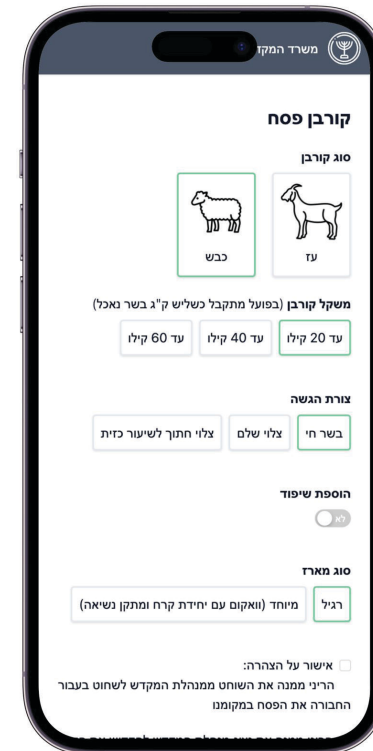 משרד המקד
קורבן פסח
סוג קורבן
עז
כבש
משקל קורבן (בפועל מתקבל כשליש ק"ג בשר נאכל)
עד 20 קילו
עד 40 קילו
עד 60 קילו
צורת הגשה
בשר חי
צלוי שלם
צלוי חתוך לשיעור כזית
הוספת שיפוד
לא
סוג מארז
רגיל
מיוחד (וואקום עם יחידת קרח ומתקן נשיאה)
אישור על הצהרה:
הריני ממנה את השוחט ממנהלת המקדש לשחוט בעבור
החבורה את הפסח במקומנו